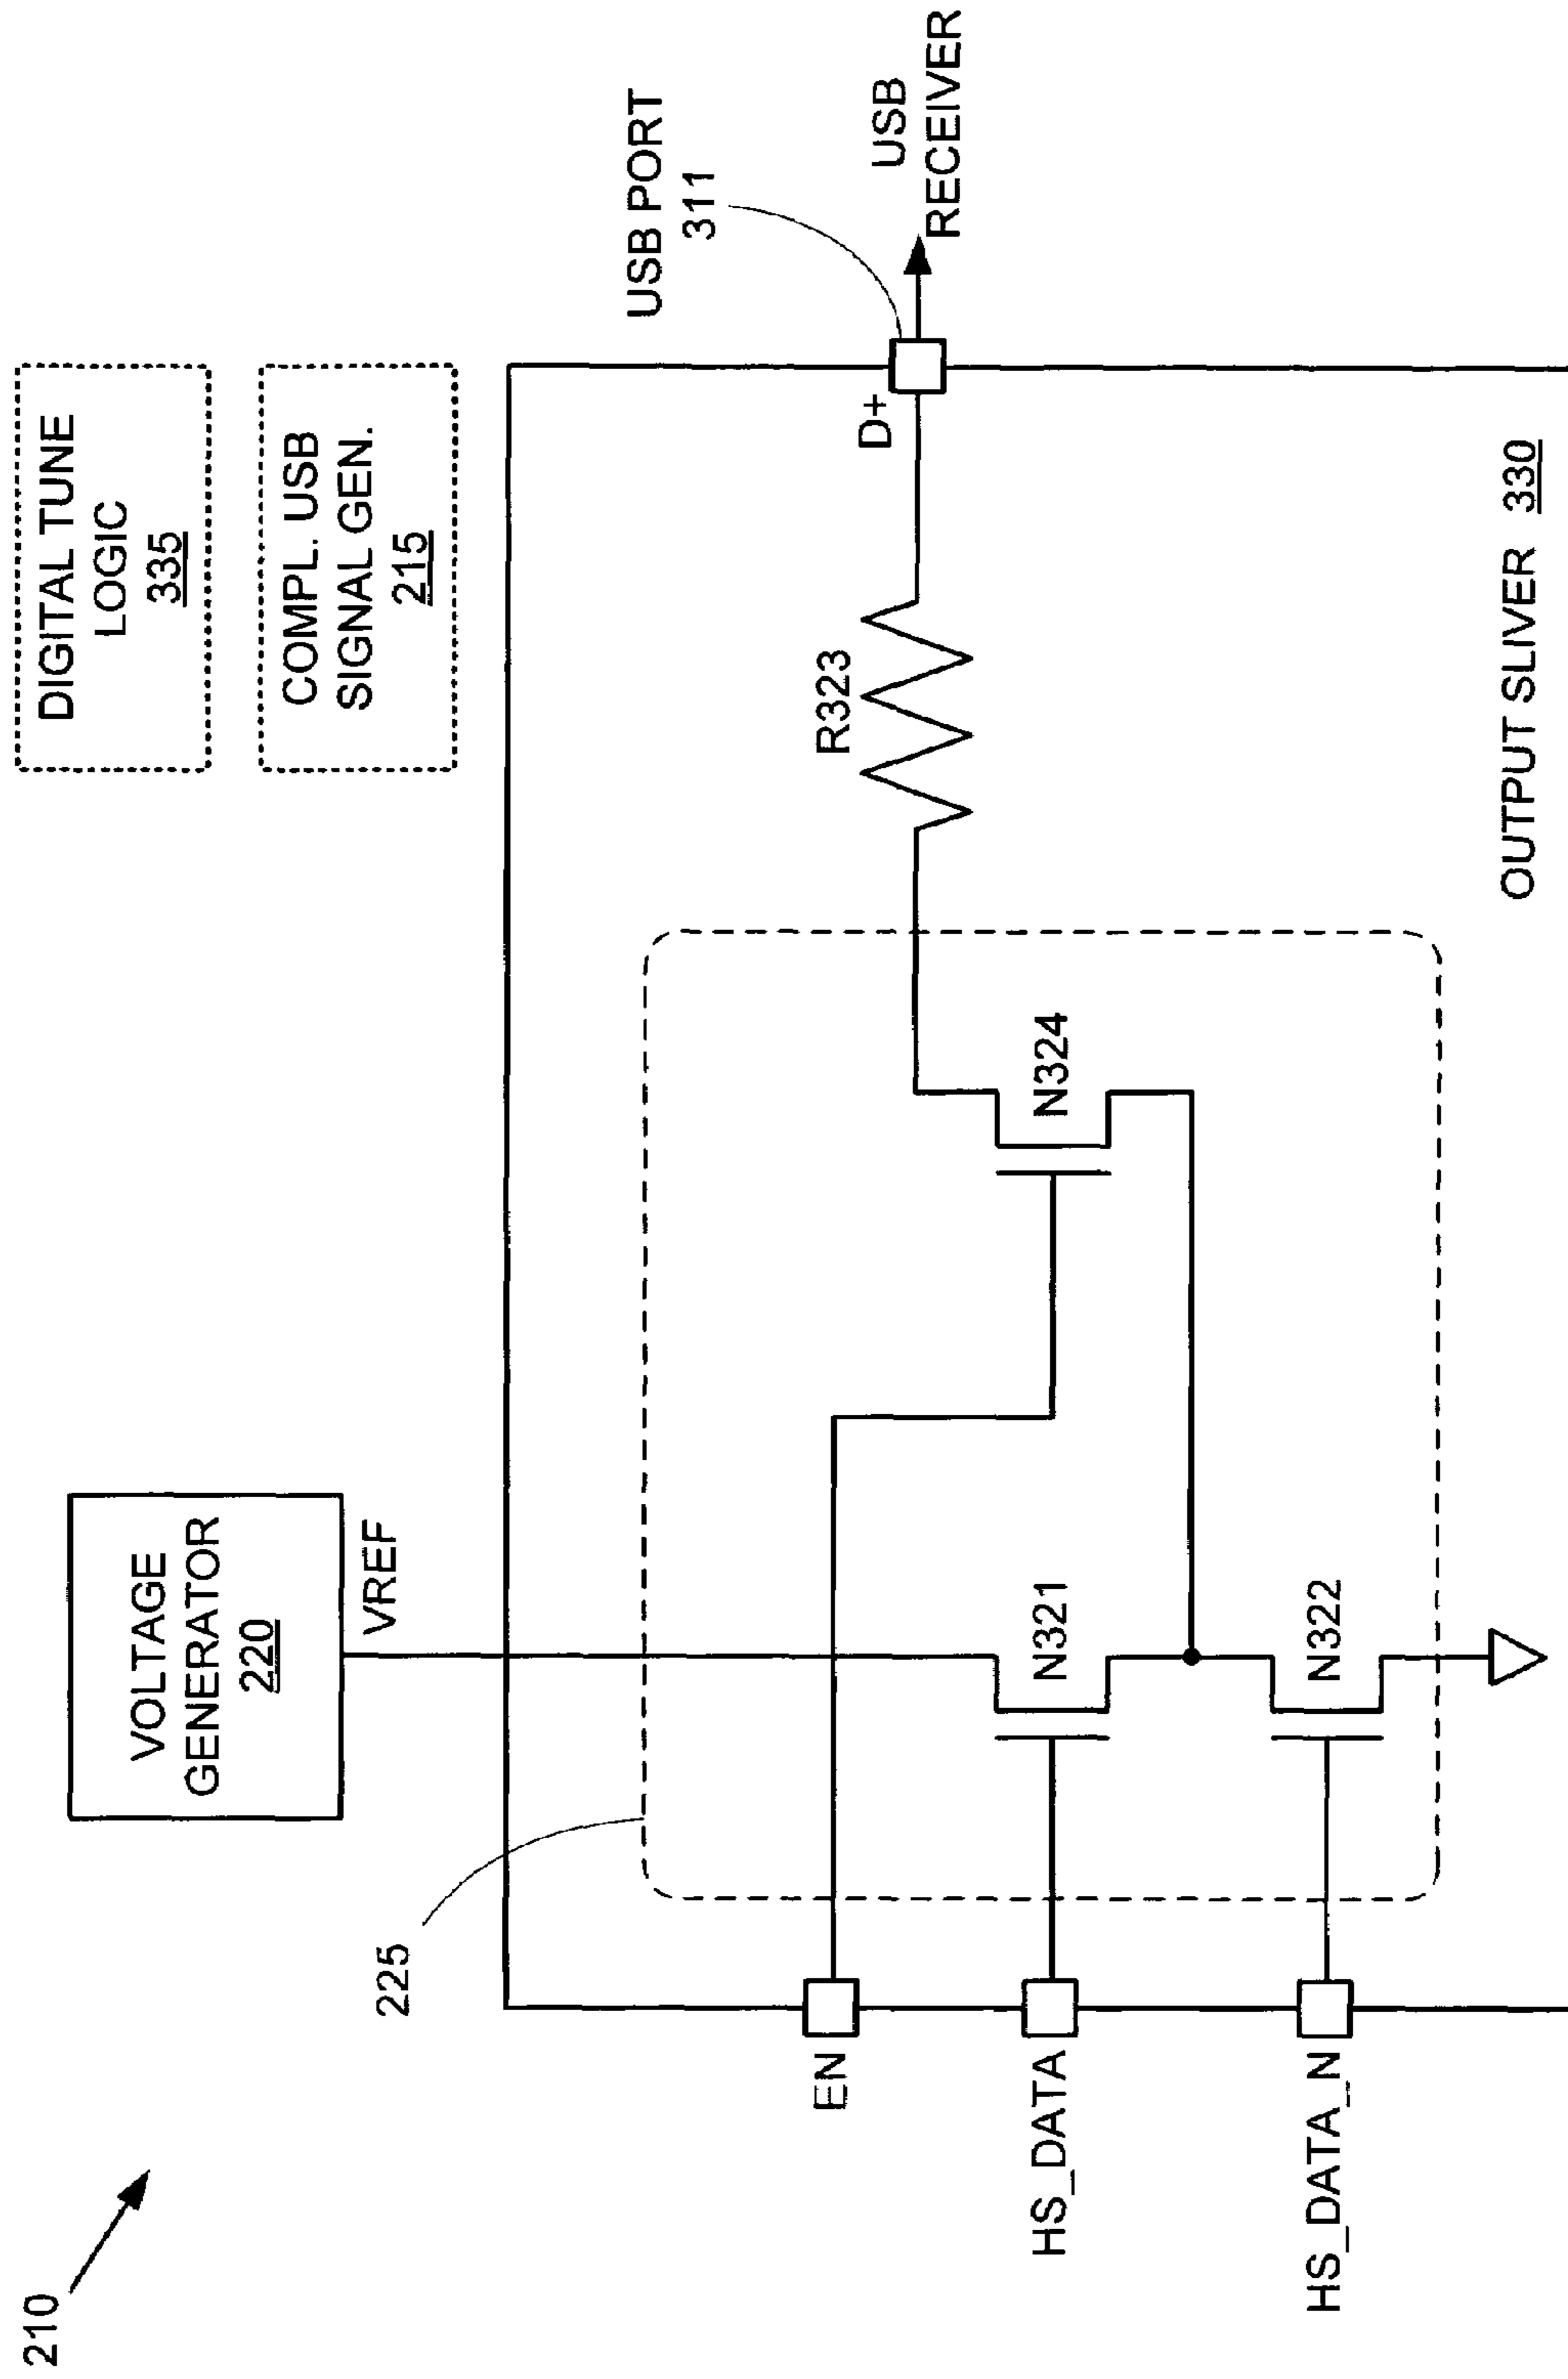 210
VOLTAGE
GENERATOR
220
VREF
DIGITAL TUNE
LOGIC
335
COMPL. USB
SIGNAL GEN.
215
225
USB PORT
311
EN
D+
USB
RECEIVER
R323
HS_DATA
N321
N324
HS_DATA_N
N322
OUTPUT SLIVER 330